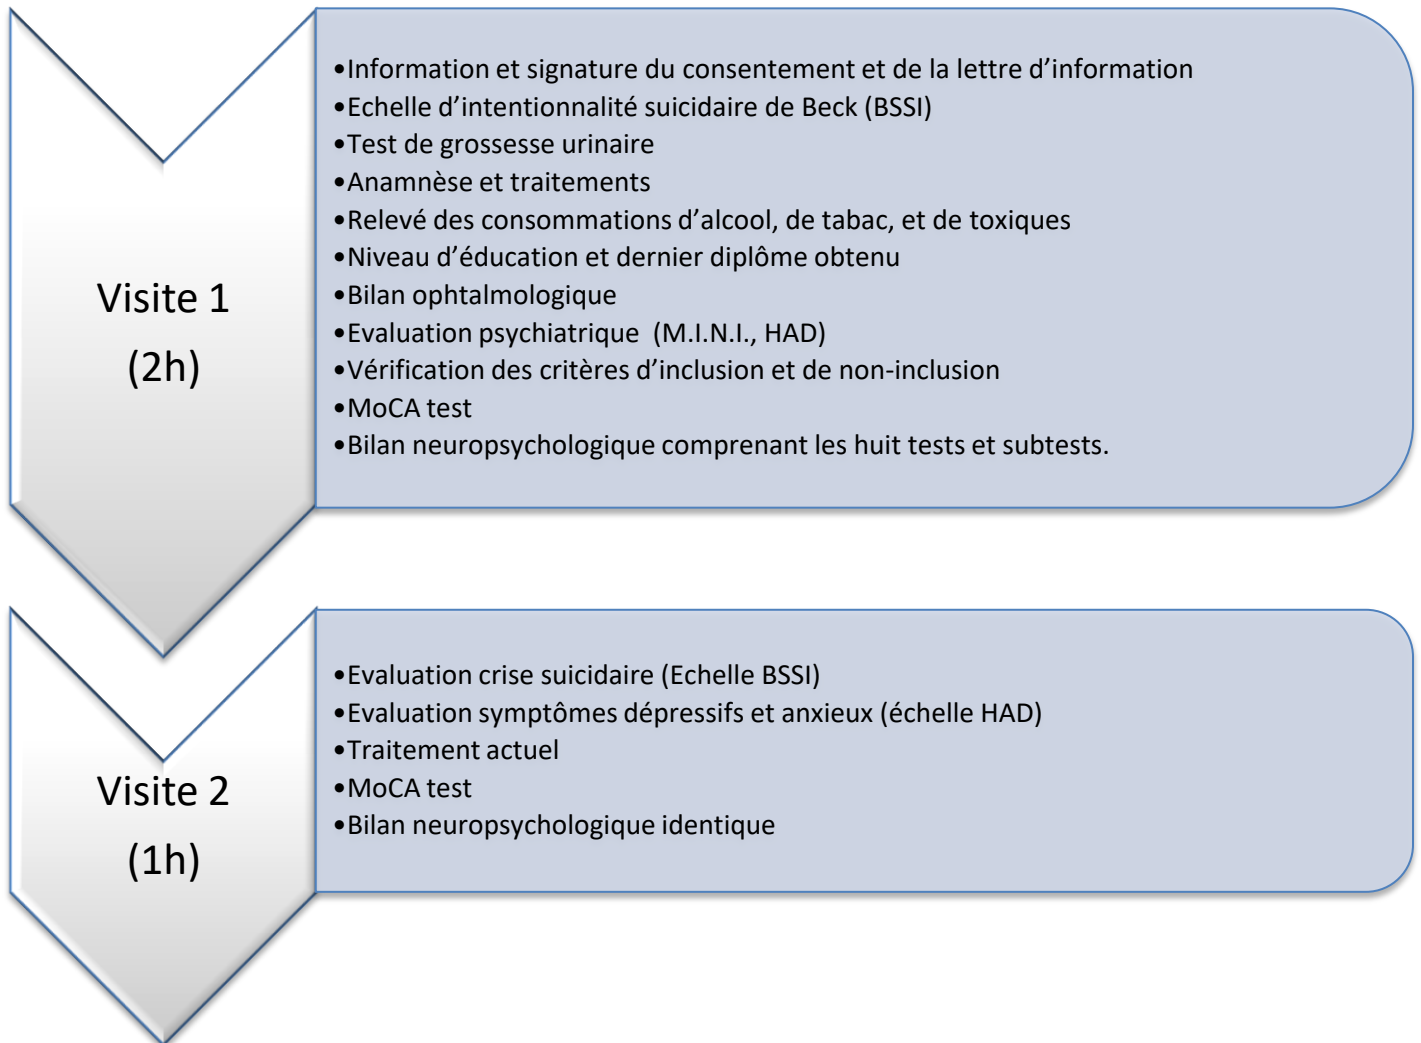 Visite 1
(2h)
•Information et signature du consentement et de la lettre d’information
•Echelle d’intentionnalité suicidaire de Beck (BSSI)
•Test de grossesse urinaire
•Anamnèse et traitements
•Relevé des consommations d’alcool, de tabac, et de toxiques
•Niveau d’éducation et dernier diplôme obtenu
•Bilan ophtalmologique
•Evaluation psychiatrique  (M.I.N.I., HAD)
•Vérification des critères d’inclusion et de non-inclusion
•MoCA test
•Bilan neuropsychologique comprenant les huit tests et subtests.
Visite 2
(1h)
•Evaluation crise suicidaire (Echelle BSSI)
•Evaluation symptômes dépressifs et anxieux (échelle HAD)
•Traitement actuel
•MoCA test
•Bilan neuropsychologique identique